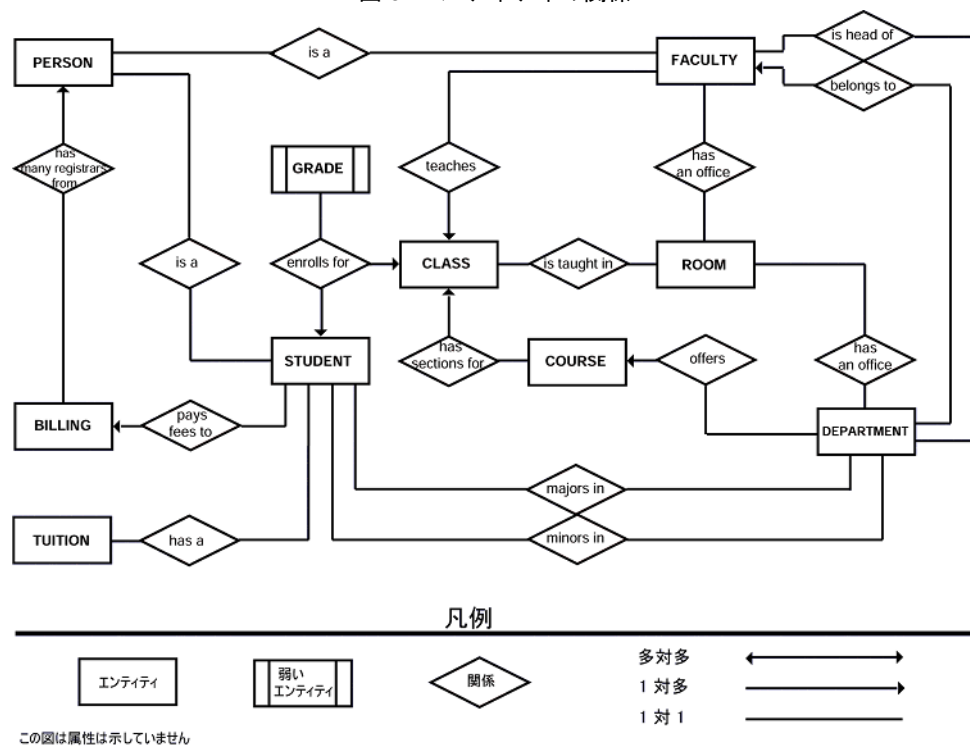 is head of
PERSON
is a
FACULTY
belongs to
has
many registrars
from
GRADE
teaches
has
an office
is a
enrolls for
CLASS
is taught in
ROOM
STUDENT
has
sections for
COURSE
offers
has
an office
BILLING
pays
fees to
DEPARTMENT
majors in
TUITION
has a
minors in
凡例
エンティティ
弱い
エンティティ
関係
多対多
1 対多
1 対 1
この図は属性は示していません